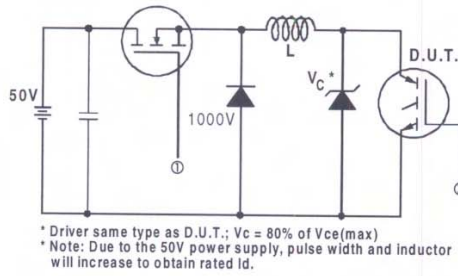 L
D.U.T.
V_C *
50V
1000V
①
* Driver same type as D.U.T.; Vc = 80% of Vce(max)
* Note: Due to the 50V power supply, pulse width and inductor
will increase to obtain rated Id.